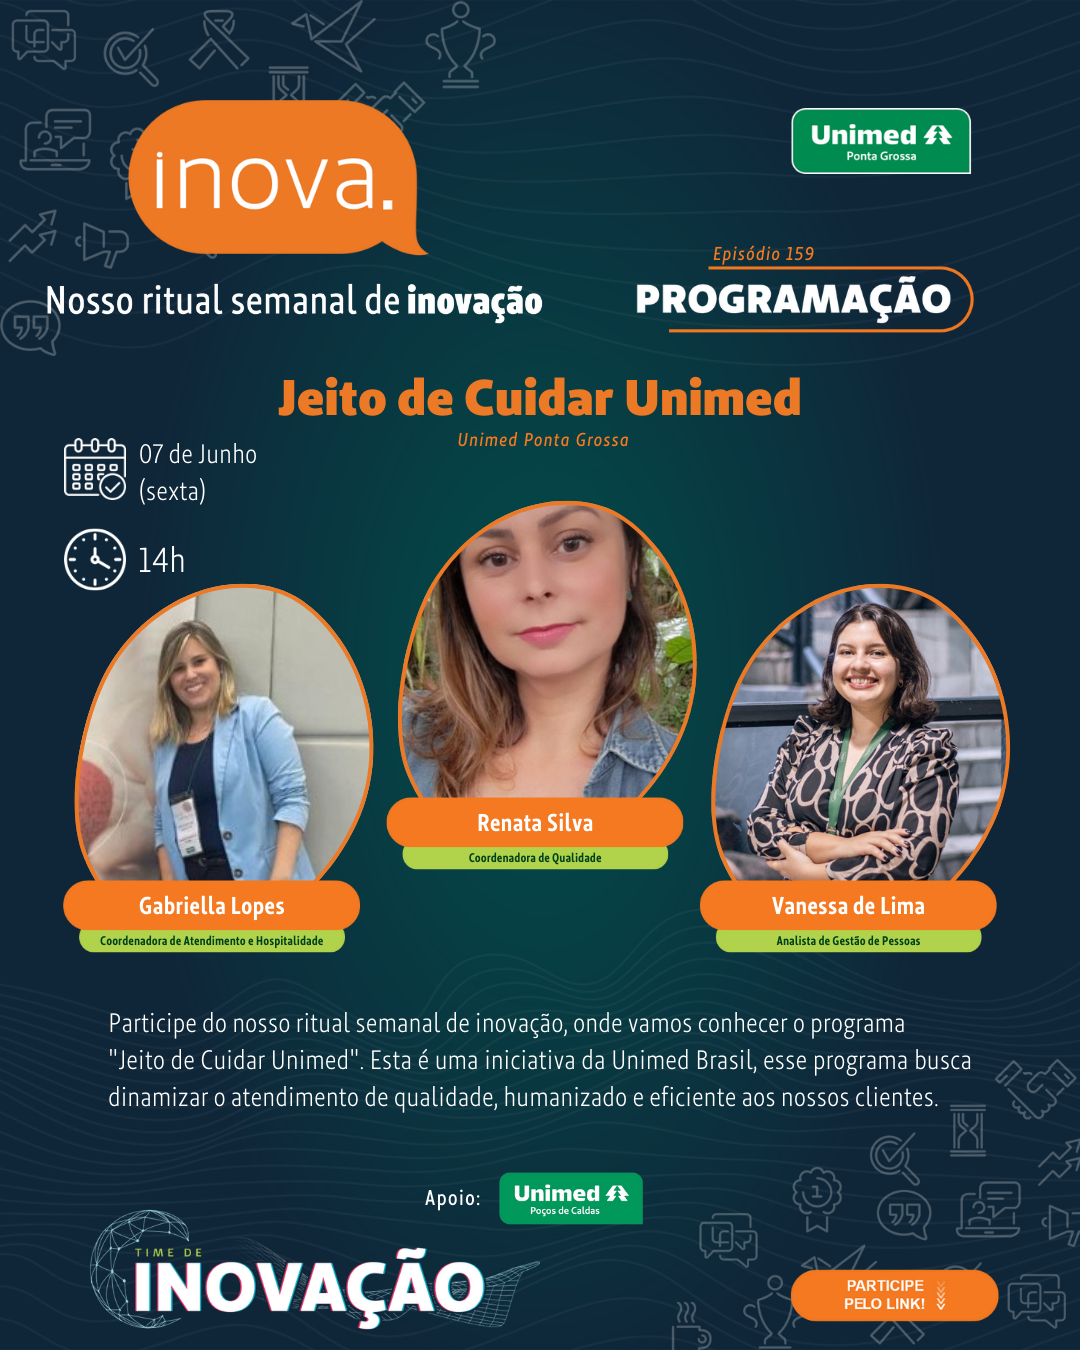 inova.
Unimed
Ponta Grossa
Nosso ritual semanal de inovação
Episódio 159
PROGRAMAÇÃO
Jeito de Cuidar Unimed
Unimed Ponta Grossa
07 de Junho
(sexta)
14h
Renata Silva
Coordenadora de Qualidade
Gabriella Lopes
Coordenadora de Atendimento e Hospitalidade
Vanessa de Lima
Analista de Gestão de Pessoas
Participe do nosso ritual semanal de inovação, onde vamos conhecer o programa
"Jeito de Cuidar Unimed". Esta é uma iniciativa da Unimed Brasil, esse programa busca
dinamizar o atendimento de qualidade, humanizado e eficiente aos nossos clientes.
Apoio:
Unimed
Poços de Caldas
TIME DE
INOVAÇÃO
1
PARTICIPE
PELO LINK!